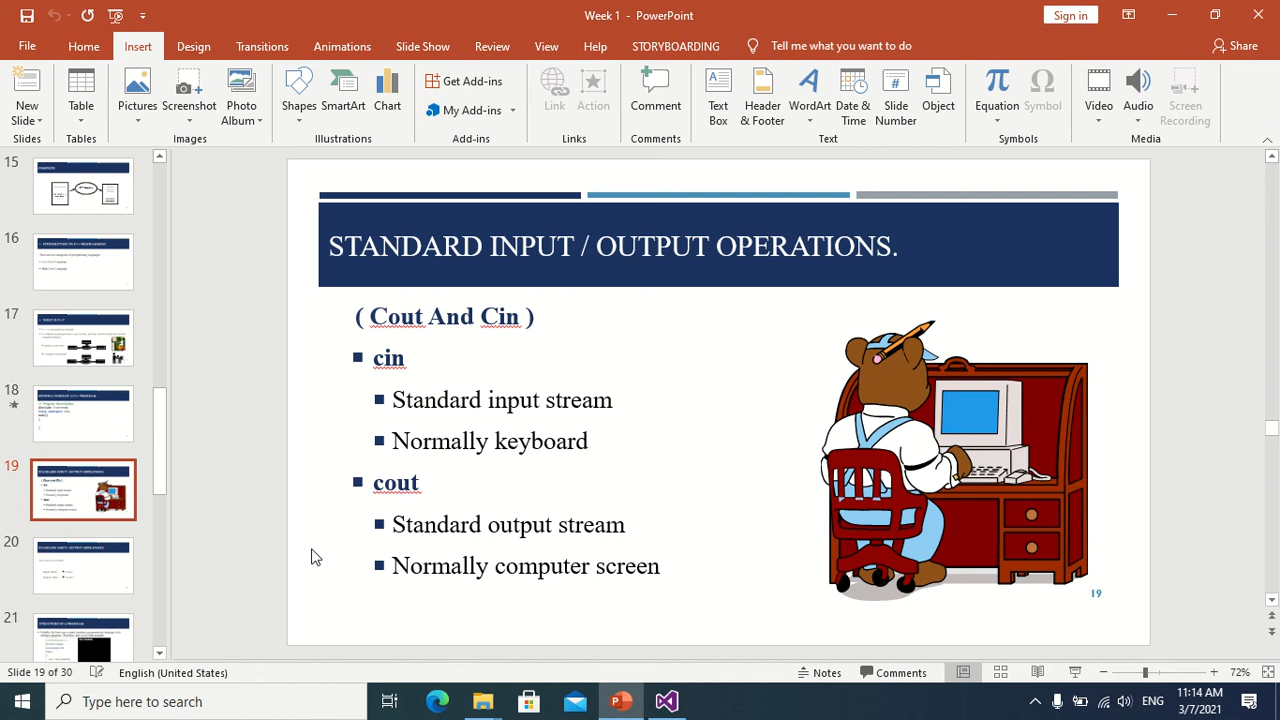 Week 1 - PowerPoint
Sign in
File Home Insert Design Transitions Animations Slide Show Review View Help STORYBOARDING Tell me what you want to do Share
New Slide
Table
Pictures
Screenshot
Photo Album
Shapes
SmartArt
Chart
Get Add-ins
My Add-ins
Link
Action
Comment
Text Box
Header & Footer
WordArt
Date & Time
Slide Number
Object
Equation
Symbol
Video
Audio
Screen Recording
Slides Tables Images Illustrations Add-ins Links Comments Text Symbols Media
15
16
17
18
19
20
21
STANDARD INPUT / OUTPUT OPERATIONS.
( Cout And Cin )
cin
Standard input stream
Normally keyboard
cout
Standard output stream
Normally computer screen
19
Slide 19 of 30 English (United States) Notes Comments 72%
Type here to search
ENG
11:14 AM
3/7/2021